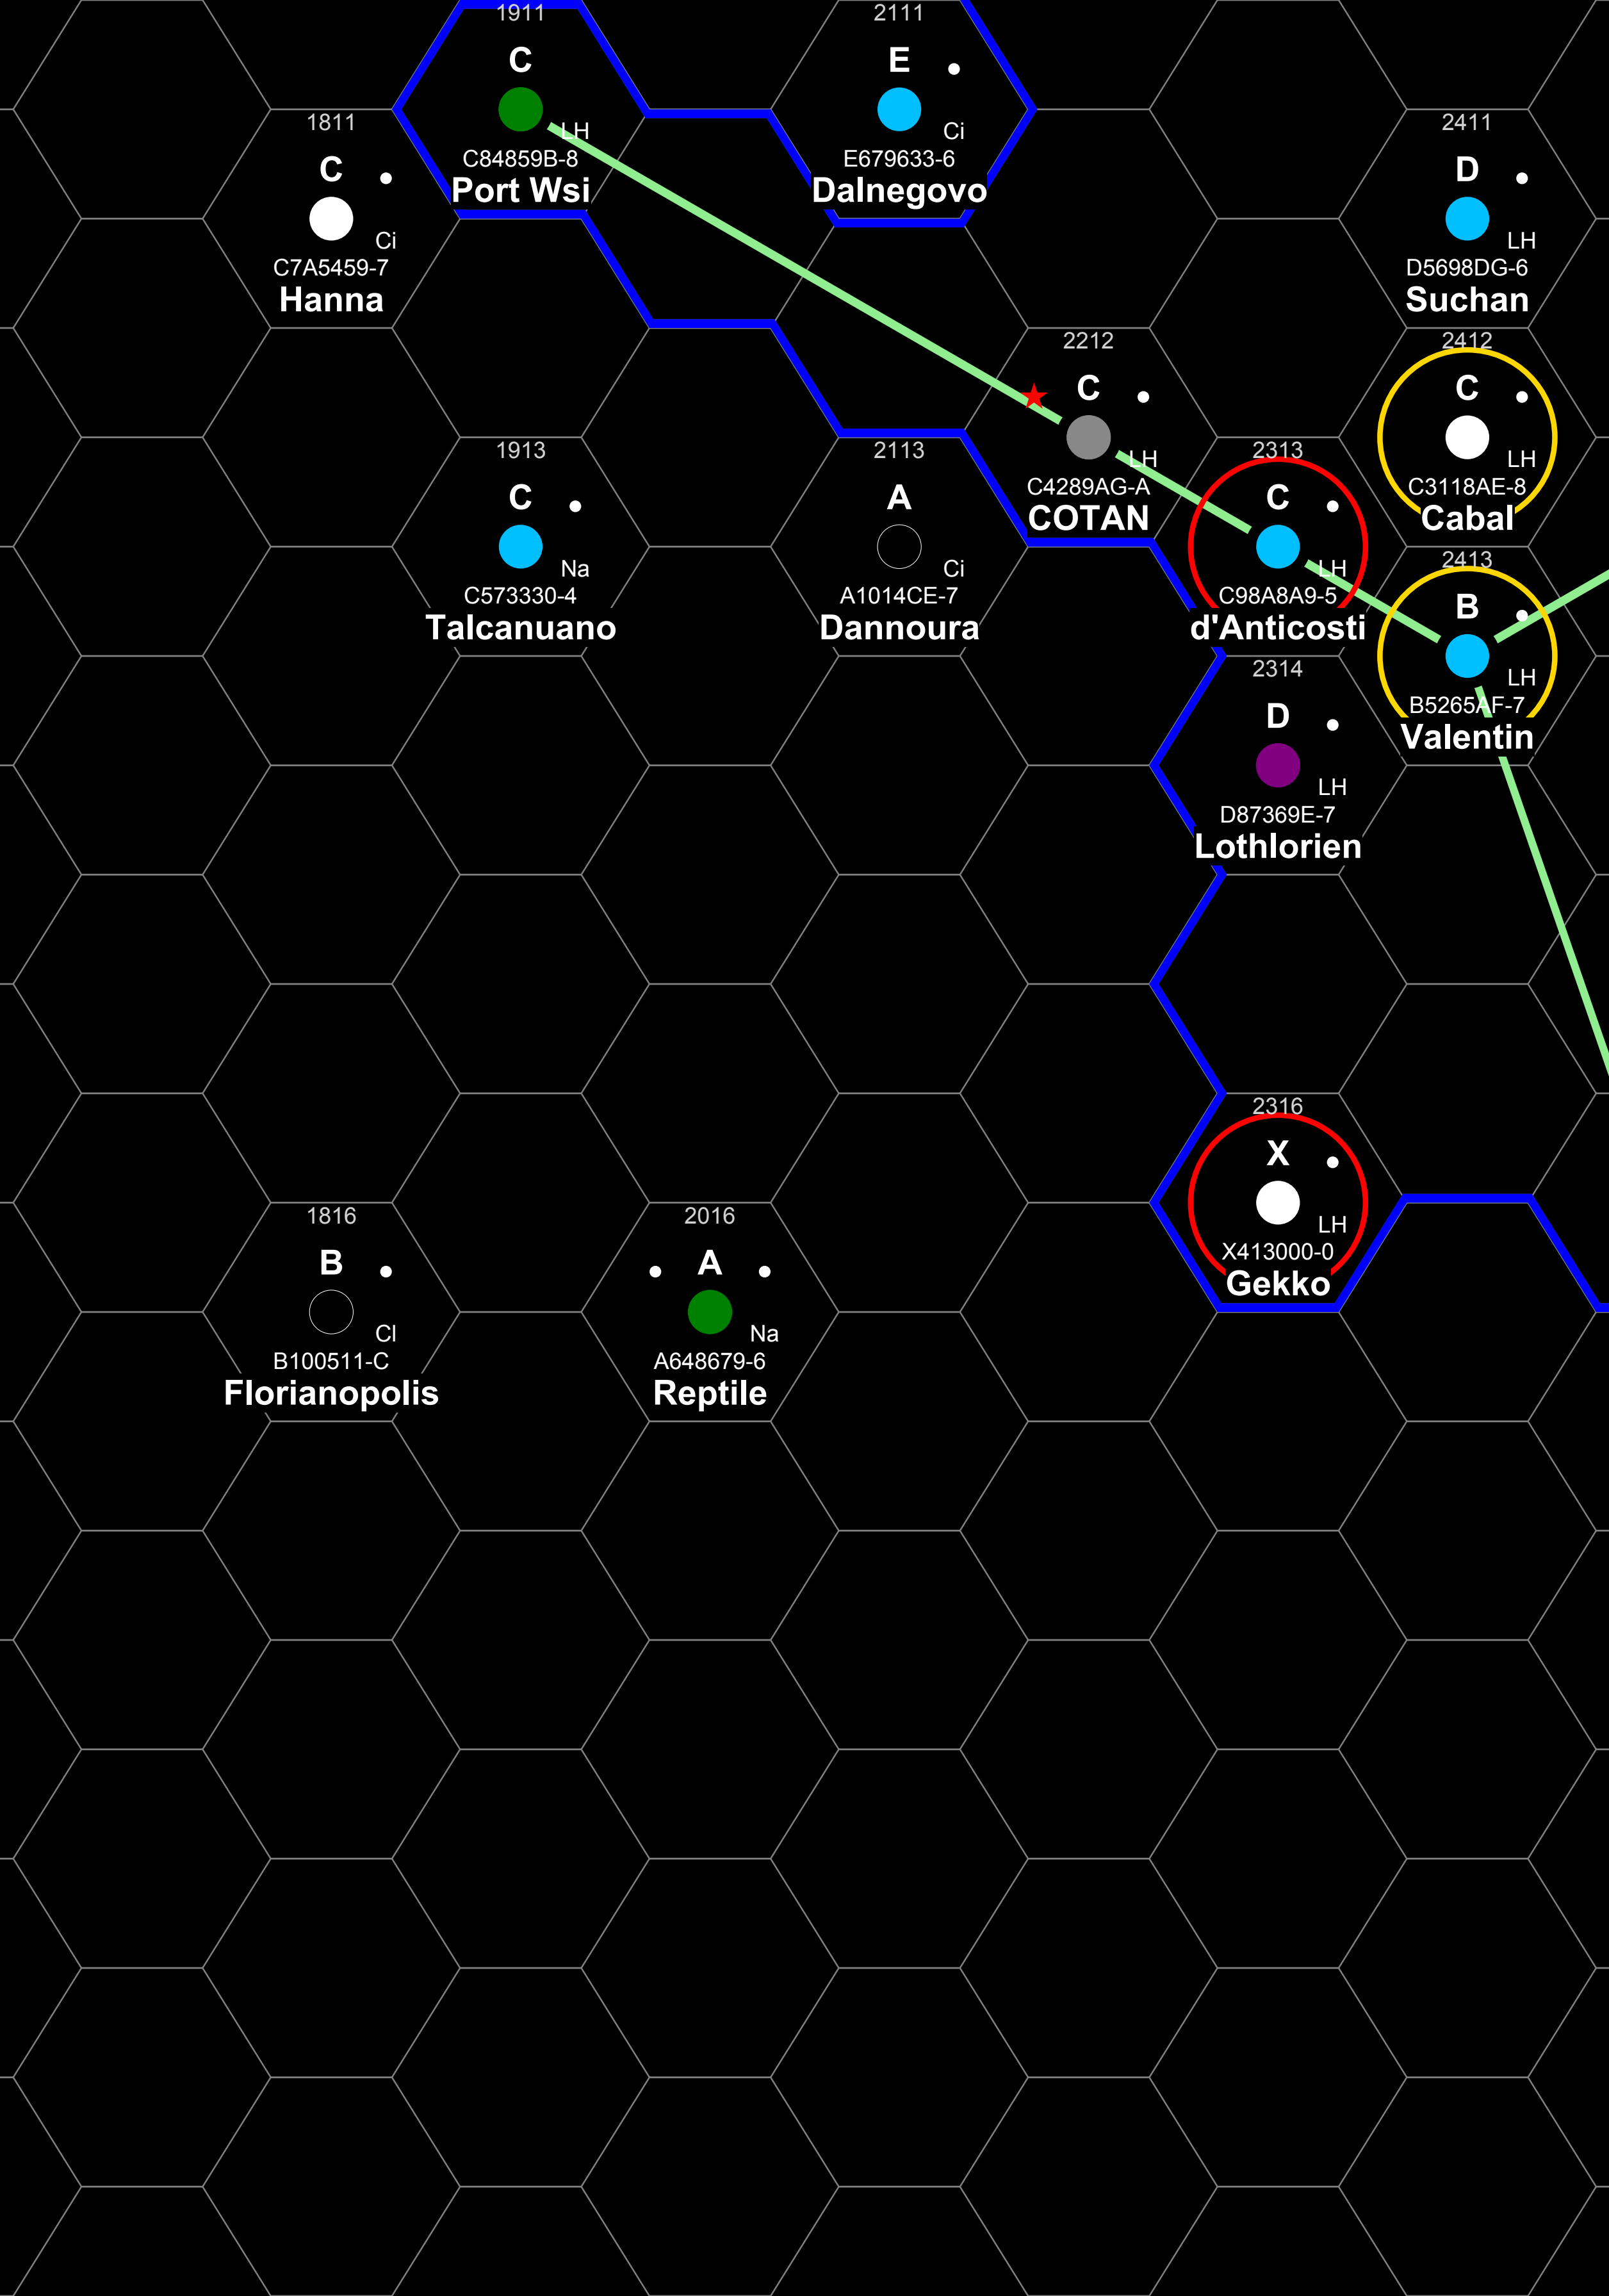 1911
C
LH
C84859B-8
Port Wsi
2111
E
Ci
E679633-6
Dalnegovo
1811
C
Ci
C7A5459-7
Hanna
2411
D
LH
D5698DG-6
Suchan
2212
C
LH
C4289AG-A
COTAN
2412
C
LH
C3118AE-8
Cabal
1913
C
Na
C573330-4
Talcanuano
2113
A
Ci
A1014CE-7
Dannoura
2313
C
LH
C98A8A9-5
d'Anticosti
2413
B
LH
B5265AF-7
Valentin
2314
D
LH
D87369E-7
Lothlorien
2316
X
LH
X413000-0
Gekko
1816
B
CI
B100511-C
Florianopolis
2016
A
Na
A648679-6
Reptile